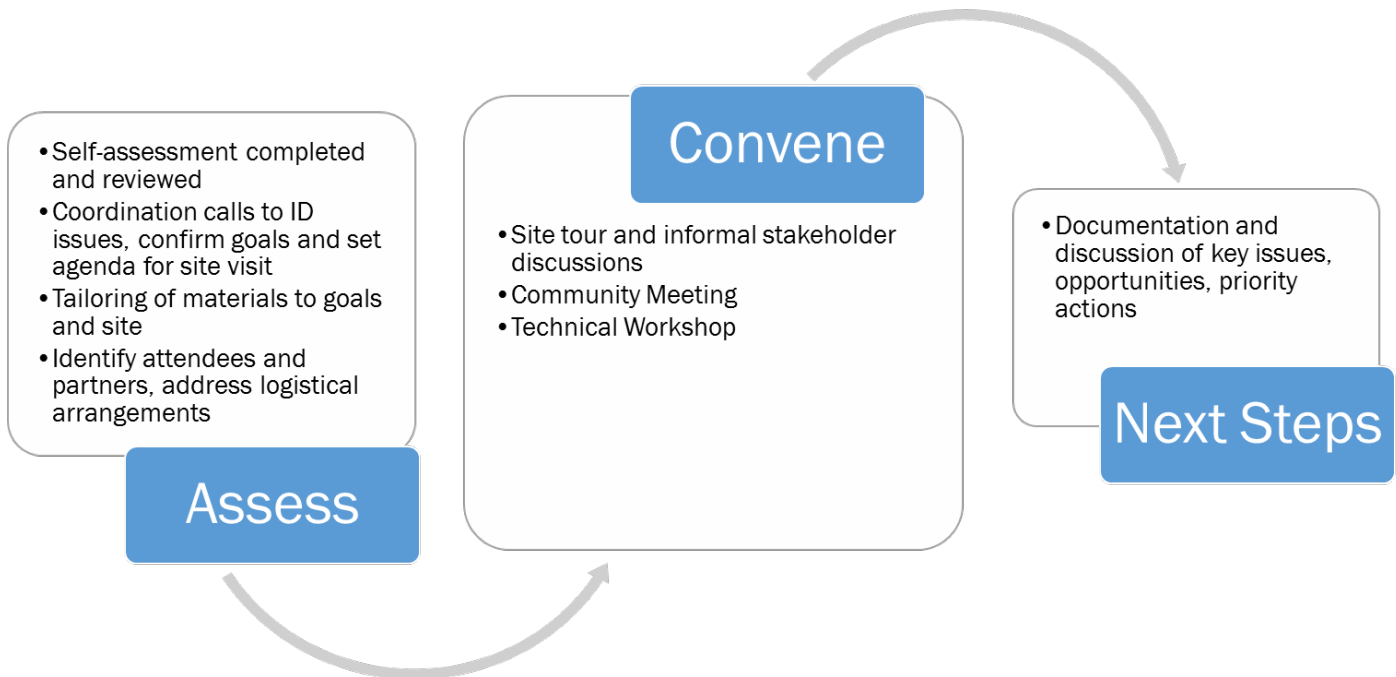 •Self-assessment completed
and reviewed
•Coordination calls to ID
issues, confirm goals and set
agenda for site visit
•Tailoring of materials to goals
and site
•Identify attendees and
partners, address logistical
arrangements
Assess
Convene
•Site tour and informal stakeholder
discussions
•Community Meeting
•Technical Workshop
•Documentation and
discussion of key issues,
opportunities, priority
actions
Next Steps